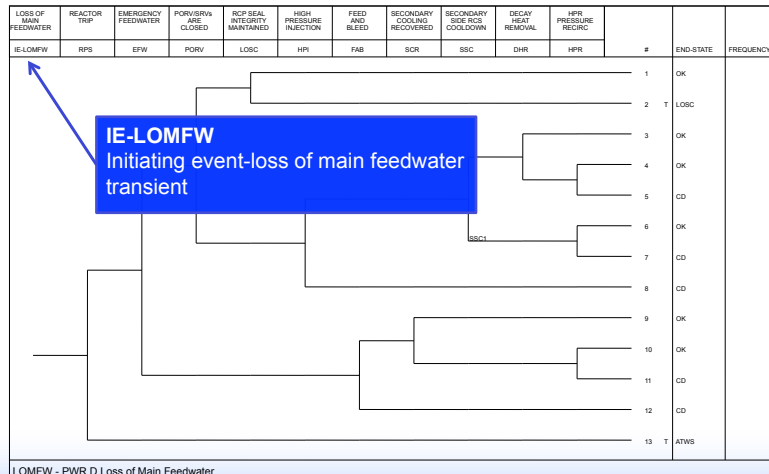 LOSS OF
MAIN
FEEDWATER
REACTOR
TRIP
EMERGENCY
FEEDWATER
PORV/SRVs
ARE
CLOSED
RCP SEAL
INTEGRITY
MAINTAINED
HIGH
PRESSURE
INJECTION
FEED
AND
BLEED
SECONDARY
COOLING
RECOVERED
SECONDARY
SIDE RCS
COOLDOWN
DECAY
HEAT
REMOVAL
HPR
PRESSURE
RECIRC
IE-LOMFW RPS EFW PORV LOSC HPI FAB SCR SSC DHR HPR # END-STATE FREQUENCY
1 OK
2 T LOSC
IE-LOMFW
Initiating event-loss of main feedwater
transient
3 OK
4 OK
5 CD
6 OK
SSC1
7 CD
8 CD
9 OK
10 OK
11 CD
12 CD
13 T ATWS
LOMFW - PWR D Loss of Main Feedwater